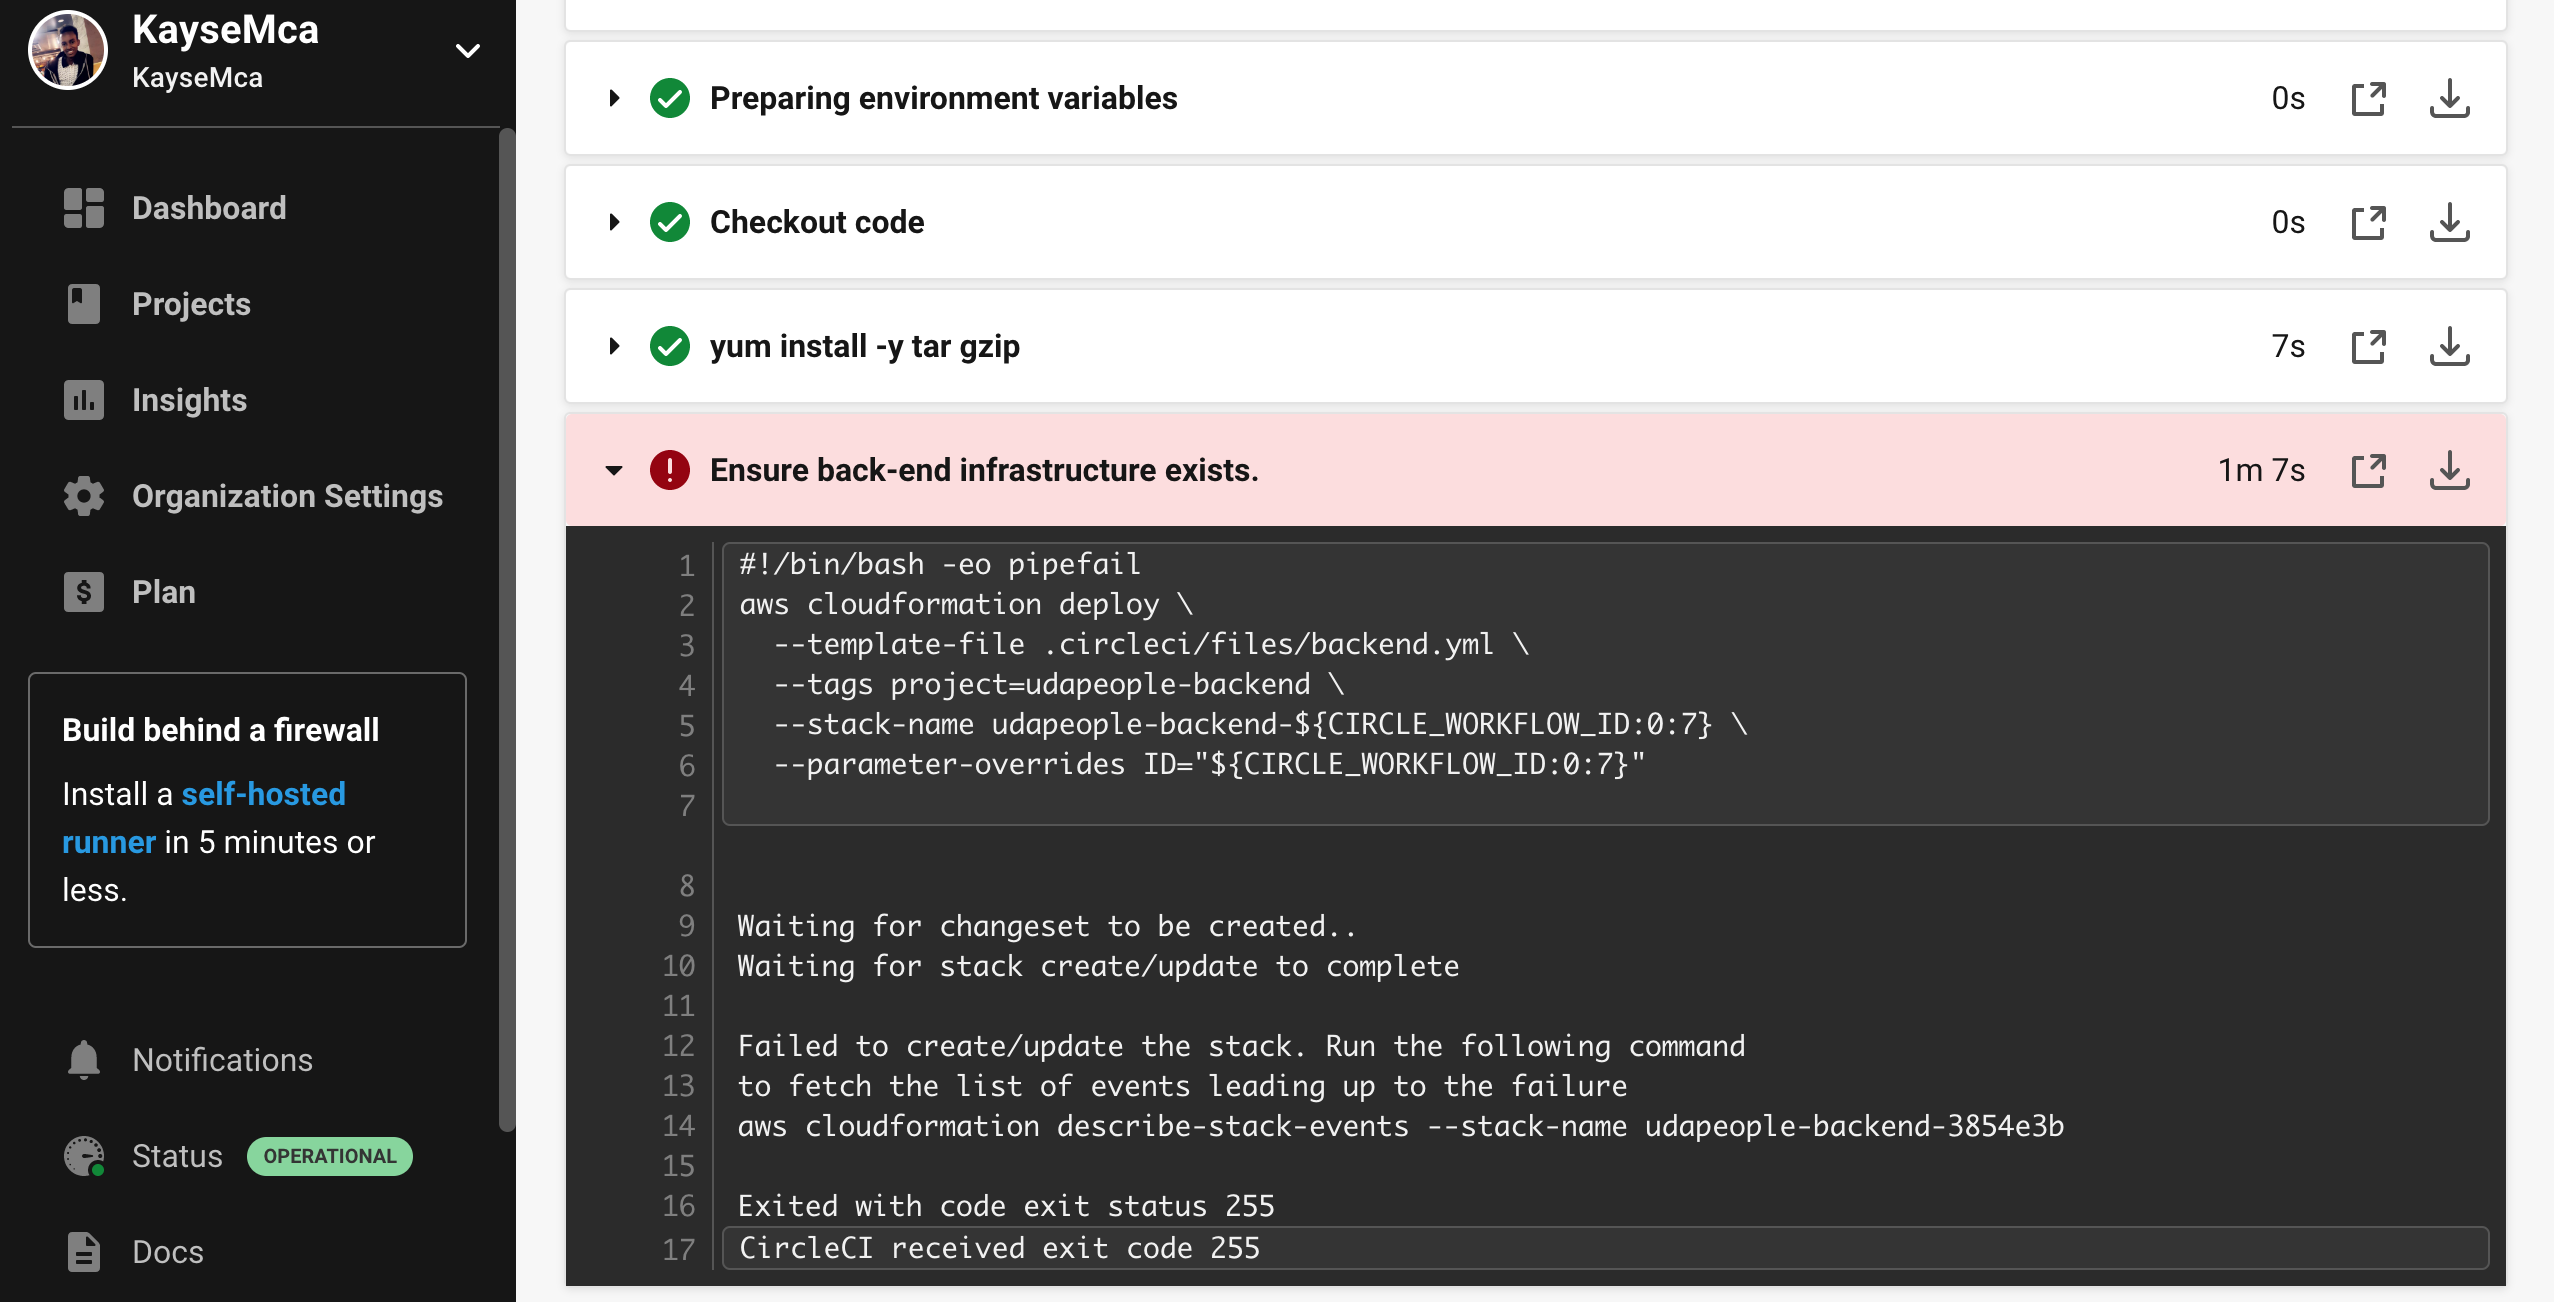 KayseMca
KayseMca
Dashboard
Projects
Insights
Organization Settings
Plan
Build behind a firewall
Install a self-hosted
runner in 5 minutes or
less.
Notifications
Status OPERATIONAL
Docs
Preparing environment variables 0s
Checkout code 0s
yum install -y tar gzip 7s
Ensure back-end infrastructure exists. 1m 7s
1 #!/bin/bash -eo pipefail
2 aws cloudformation deploy \
3   --template-file .circleci/files/backend.yml \
4   --tags project=udapeople-backend \
5   --stack-name udapeople-backend-${CIRCLE_WORKFLOW_ID:0:7} \
6   --parameter-overrides ID="${CIRCLE_WORKFLOW_ID:0:7}"
7
8
9 Waiting for changeset to be created..
10 Waiting for stack create/update to complete
11
12 Failed to create/update the stack. Run the following command
13 to fetch the list of events leading up to the failure
14 aws cloudformation describe-stack-events --stack-name udapeople-backend-3854e3b
15
16 Exited with code exit status 255
17 CircleCI received exit code 255